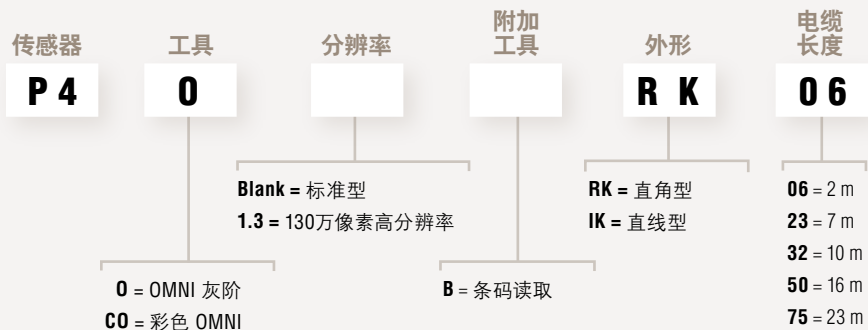 传感器
工具
分辨率
附加
工具
外形
电缆
长度
P 4
O
R K
0 6
Blank = 标准型
1.3 = 130万像素高分辨率
RK = 直角型
IK = 直线型
06 = 2 m
23 = 7 m
32 = 10 m
50 = 16 m
75 = 23 m
O = OMNI 灰阶
CO = 彩色 OMNI
B = 条码读取